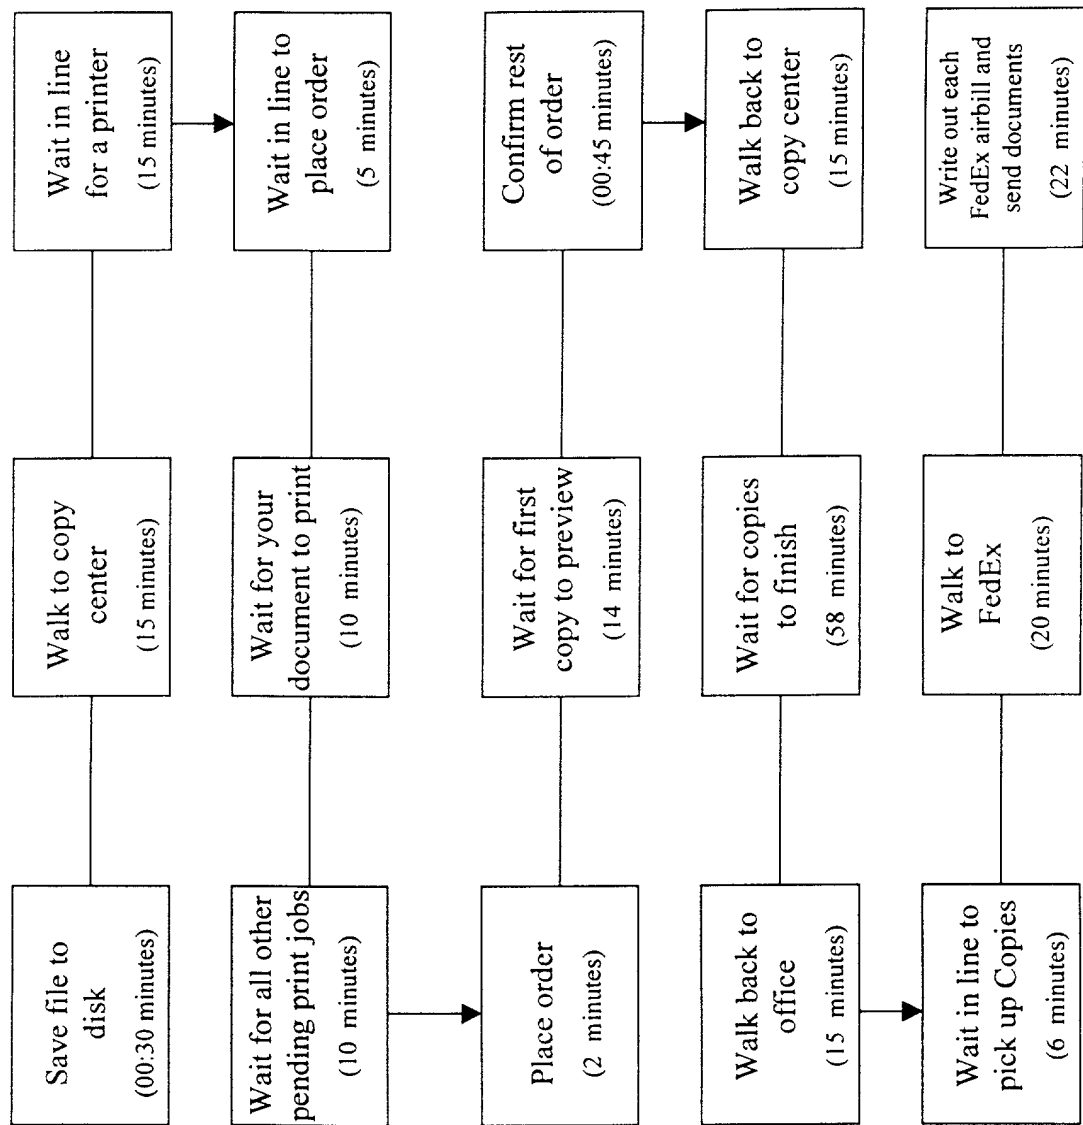 Save file to
disk
(00:30 minutes)
Walk to copy
center
(15 minutes)
Wait in line
for a printer
(15 minutes)
Wait for all other
pending print jobs
(10 minutes)
Wait for your
document to print
(10 minutes)
Wait in line to
place order
(5 minutes)
Place order
(2 minutes)
Wait for first
copy to preview
(14 minutes)
Confirm rest
of order
(00:45 minutes)
Walk back to
office
(15 minutes)
Wait for copies
to finish
(58 minutes)
Walk back to
copy center
(15 minutes)
Wait in line to
pick up Copies
(6 minutes)
Walk to
FedEx
(20 minutes)
Write out each
FedEx airbill and
send documents
(22 minutes)